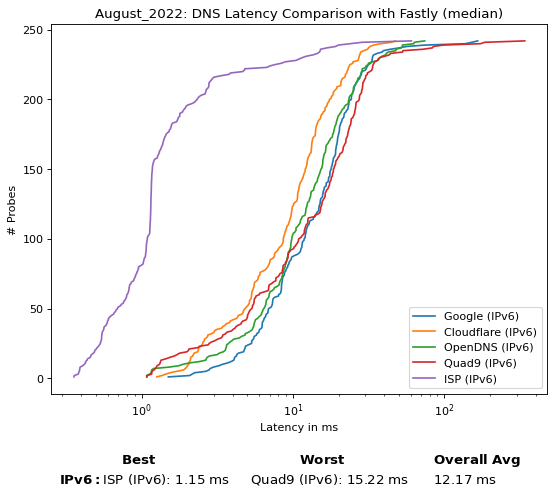 August_2022: DNS Latency Comparison with Fastly (median)
250
200
150
100
50
0
# Probes
10⁰
10¹
10²
Latency in ms
Google (IPv6)
Cloudflare (IPv6)
OpenDNS (IPv6)
Quad9 (IPv6)
ISP (IPv6)
Best Worst Overall Avg
IPv6: ISP (IPv6): 1.15 ms Quad9 (IPv6): 15.22 ms 12.17 ms